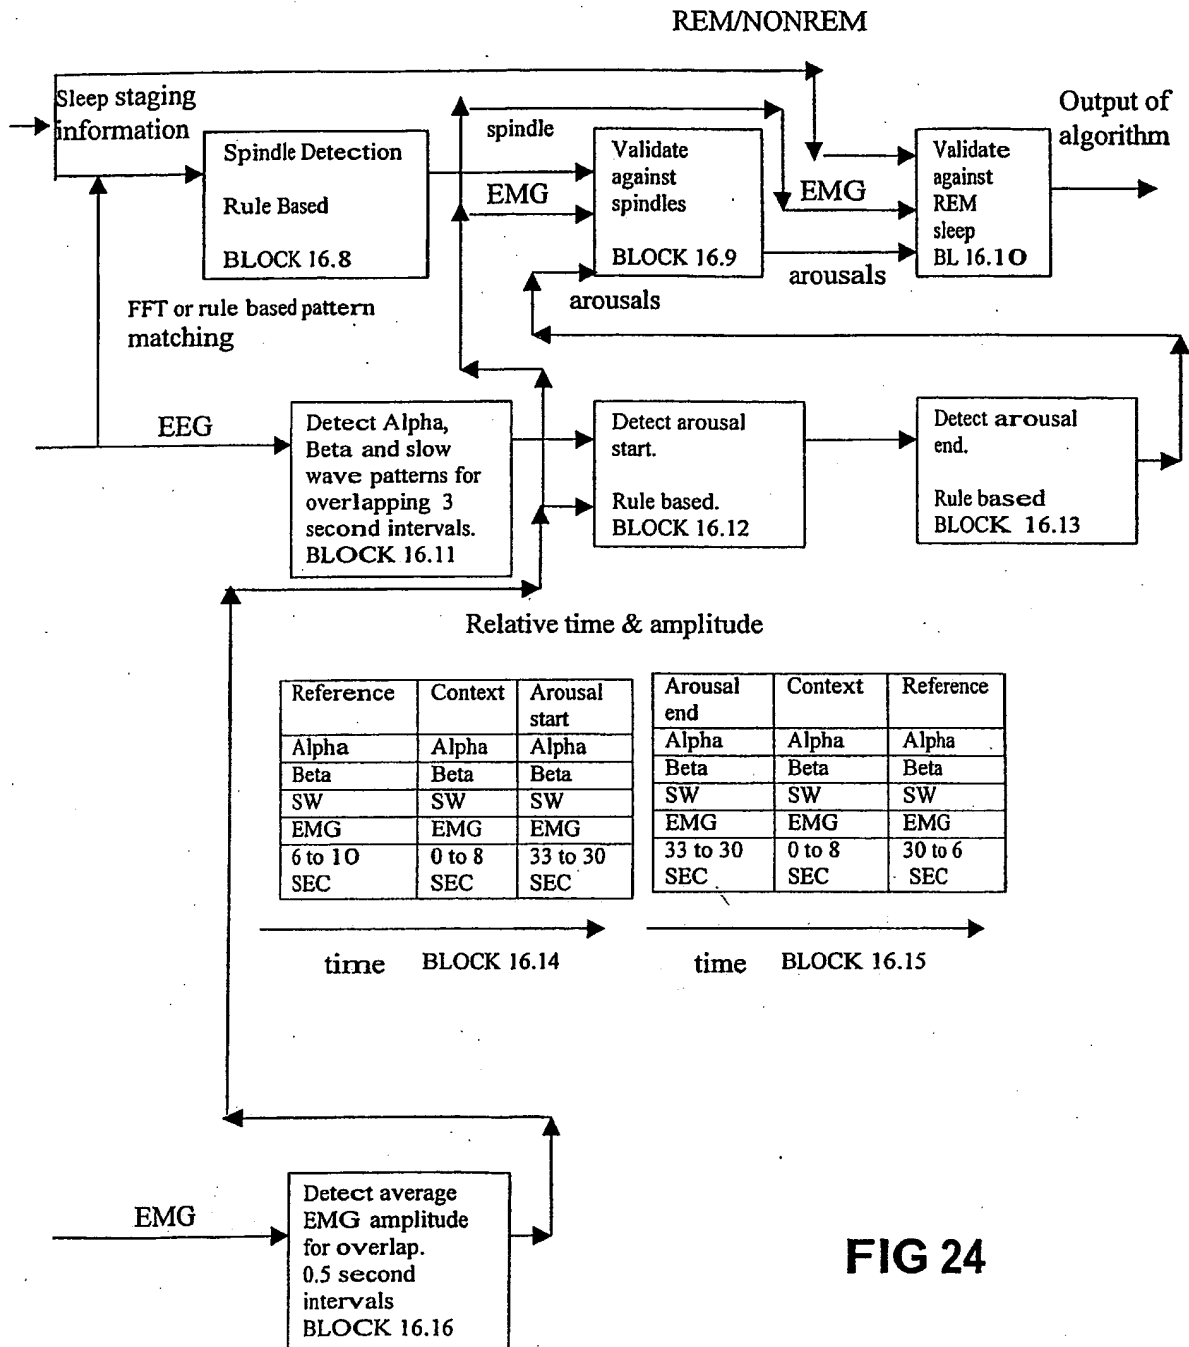 REM/NONREM
Sleep staging
information
Spindle Detection
Rule Based
BLOCK 16.8
spindle
EMG
Validate
against
spindles
BLOCK 16.9
EMG
arousals
arousals
Validate
against
REM
sleep
BL 16.10
Output of
algorithm
FFT or rule based pattern
matching
EEG
Detect Alpha,
Beta and slow
wave patterns for
overlapping 3
second intervals.
BLOCK 16.11
Detect arousal
start.
Rule based.
BLOCK 16.12
Detect arousal
end.
Rule based
BLOCK 16.13
Relative time & amplitude
Reference Context Arousal
start
Alpha Alpha Alpha
Beta Beta Beta
SW SW SW
EMG EMG EMG
6 to 10 0 to 8 33 to 30
SEC SEC SEC
time BLOCK 16.14
Arousal Context Reference
end
Alpha Alpha Alpha
Beta Beta Beta
SW SW SW
EMG EMG EMG
33 to 30 0 to 8 30 to 6
SEC SEC SEC
time BLOCK 16.15
EMG
Detect average
EMG amplitude
for overlap.
0.5 second
intervals
BLOCK 16.16
FIG 24